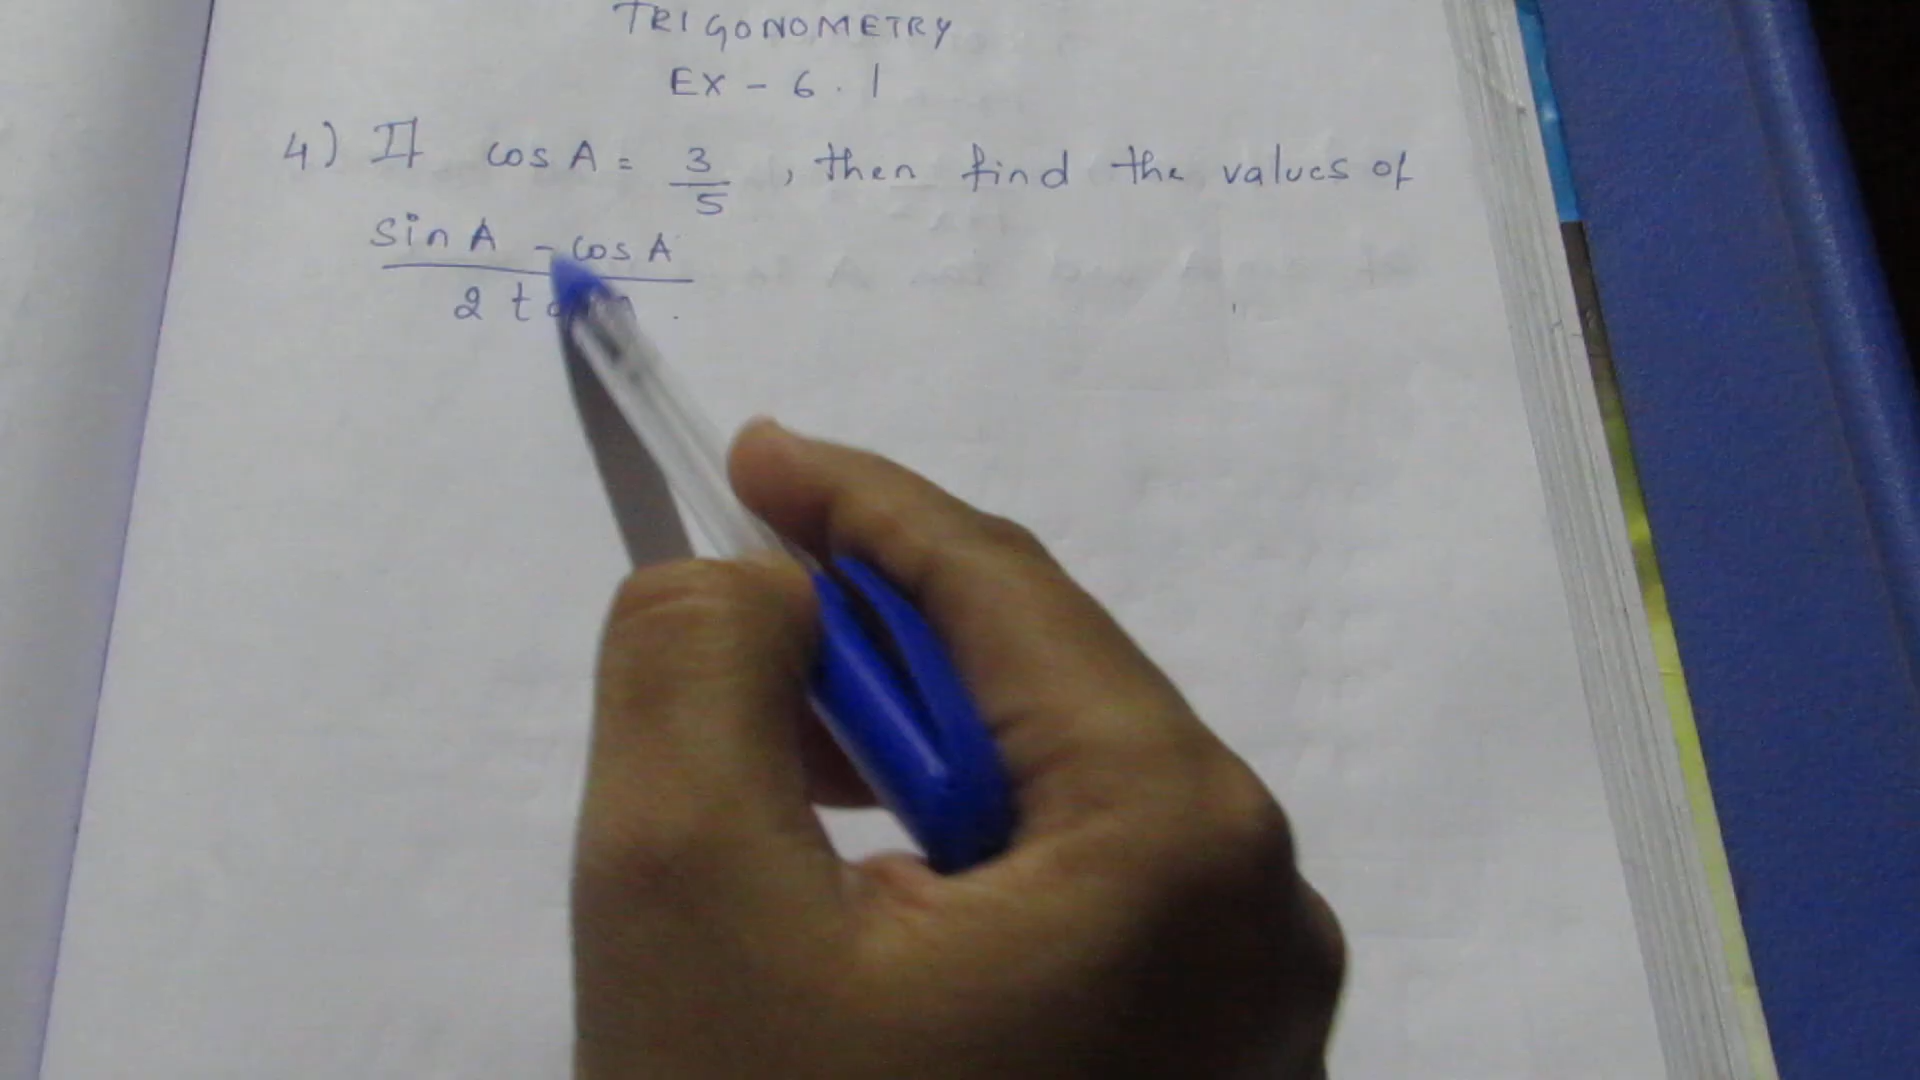 TRIGONOMETRY
EX - 6.1
4) If cos A = 3/5, then find the values of
sin A - cos A
2